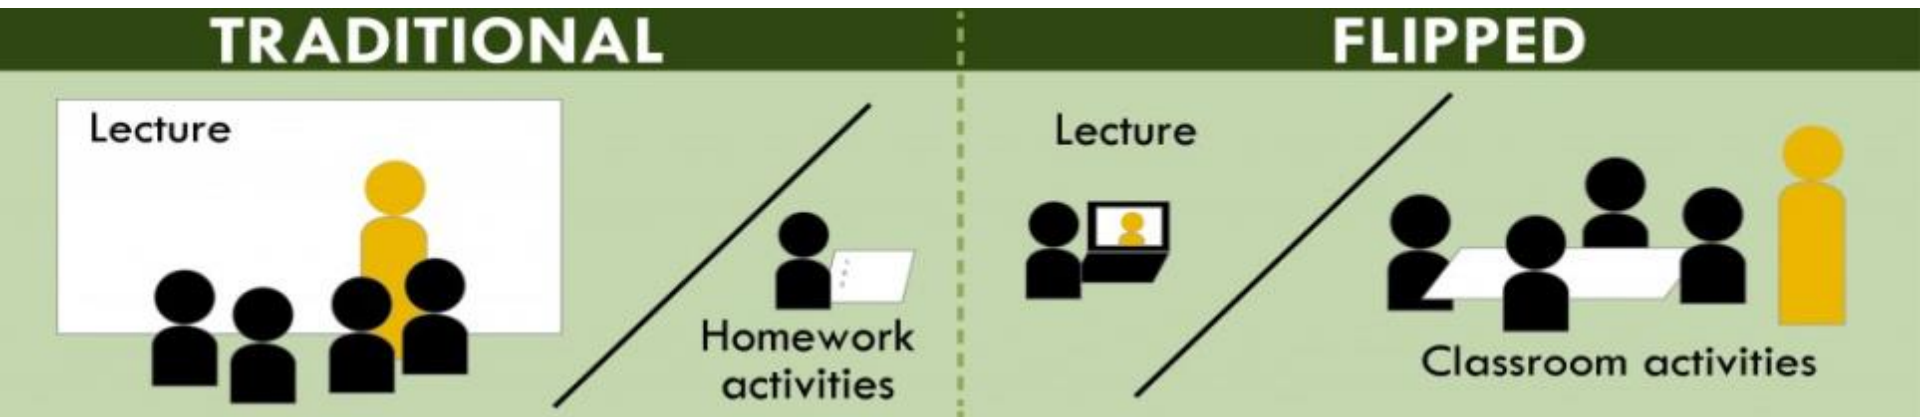 TRADITIONAL
Lecture
Homework
activities
FLIPPED
Lecture
Classroom activities